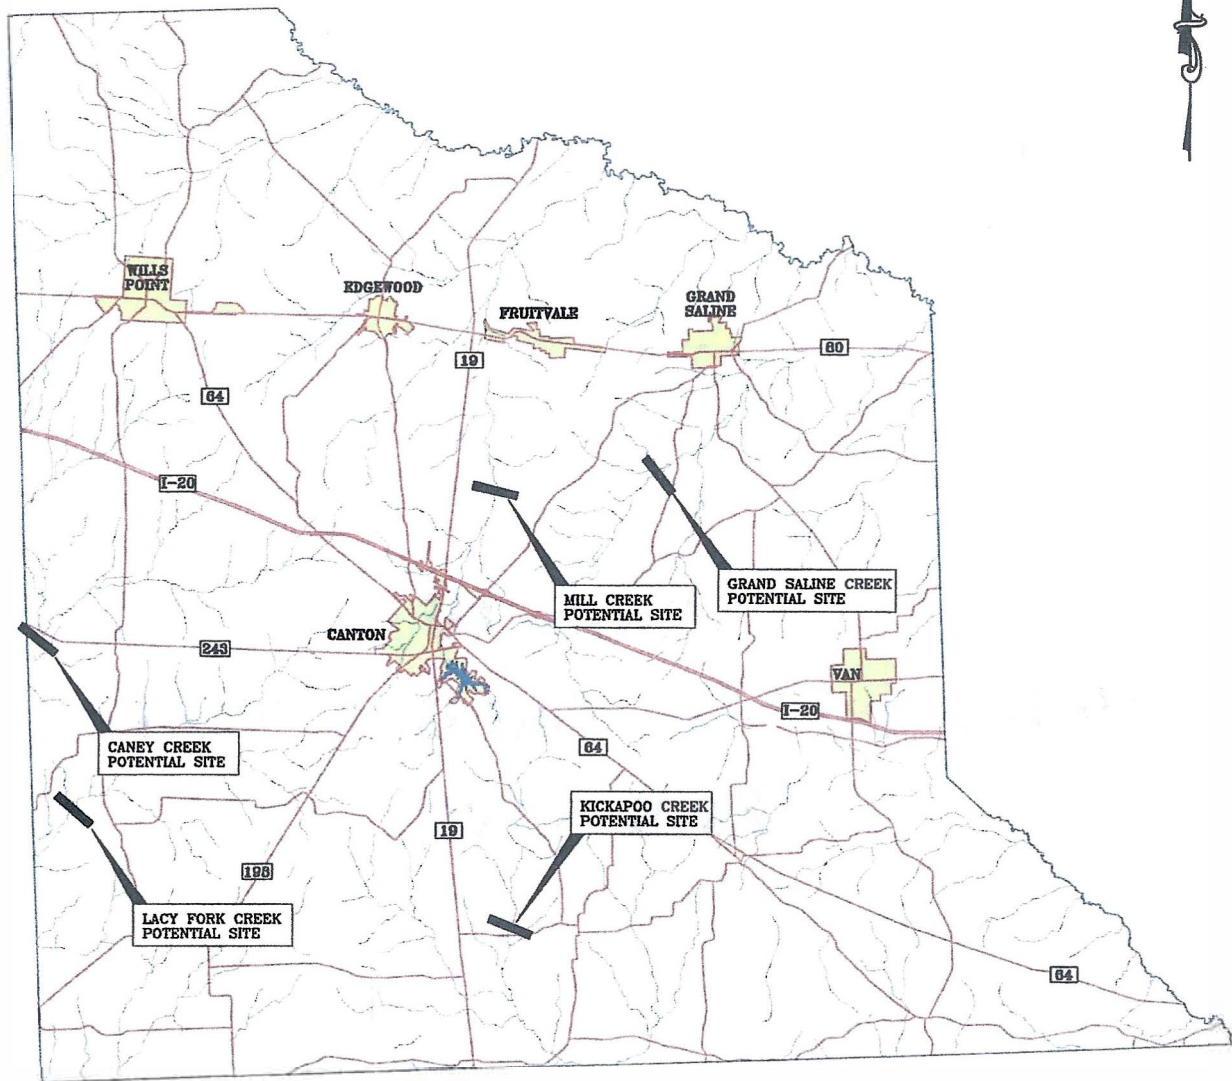 WILLS
POINT
EDGEWOOD
FRUITVALE
GRAND
SALINE
19
80
64
I-20
MILL CREEK
POTENTIAL SITE
GRAND SALINE CREEK
POTENTIAL SITE
CANTON
243
VAN
I-20
CANEY CREEK
POTENTIAL SITE
64
KICKAPOO CREEK
POTENTIAL SITE
19
198
LACY FORK CREEK
POTENTIAL SITE
64